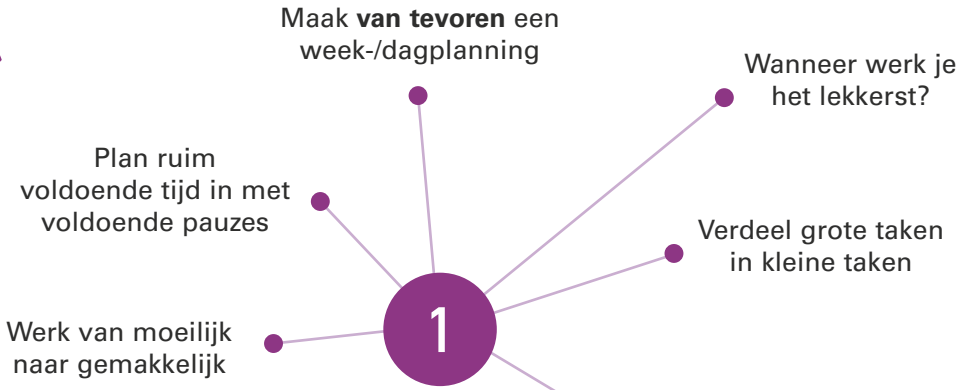 Maak van tevoren een
week-/dagplanning
Wanneer werk je
het lekkerst?
Plan ruim
voldoende tijd in met
voldoende pauzes
Verdeel grote taken
in kleine taken
Werk van moeilijk
naar gemakkelijk
1